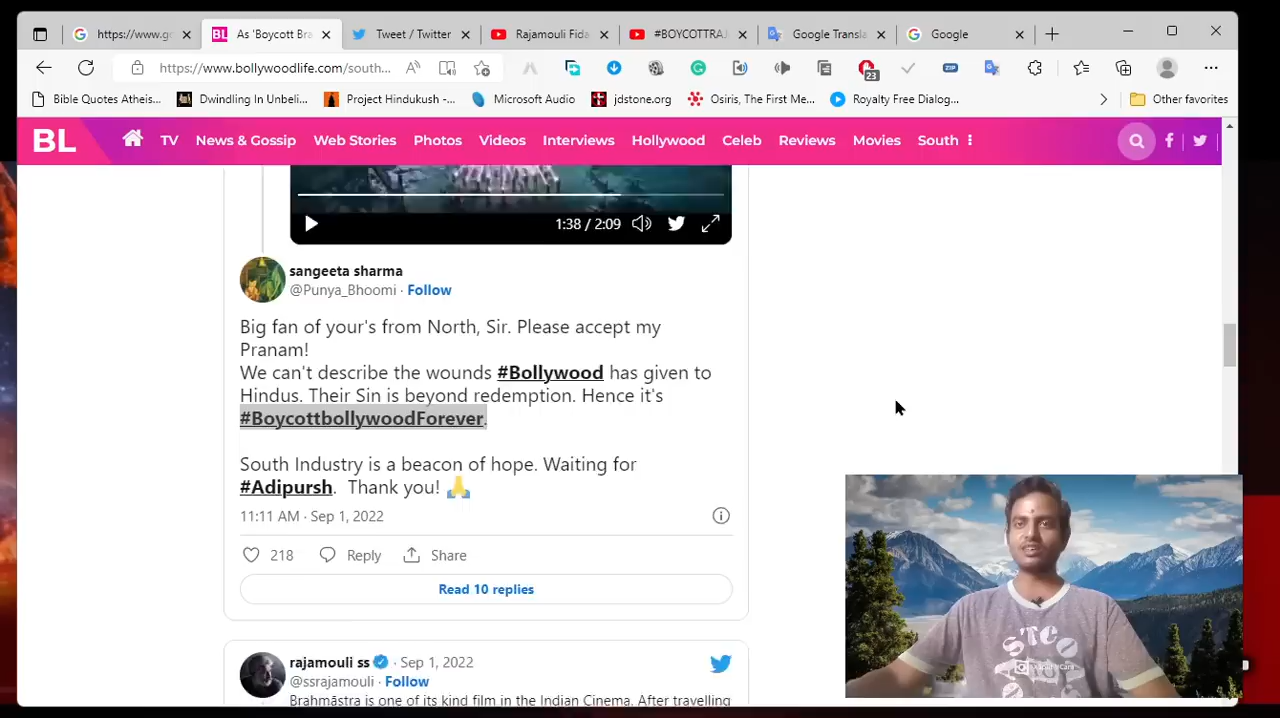 https://www.go
As 'Boycott Bra
Tweet / Twitter
Rajamouli Fida
#BOYCOTTRAJ
Google Transla
Google
https://www.bollywoodlife.com/south...
23
ZIP
Bible Quotes Atheis...
Dwindling In Unbeli...
Project Hindukush -...
Microsoft Audio
jdstone.org
Osiris, The First Me...
Royalty Free Dialog...
Other favorites
BL
TV
News & Gossip
Web Stories
Photos
Videos
Interviews
Hollywood
Celeb
Reviews
Movies
South
1:38 / 2:09
sangeeta sharma
@Punya_Bhoomi · Follow
Big fan of your's from North, Sir. Please accept my
Pranam!
We can't describe the wounds #Bollywood has given to
Hindus. Their Sin is beyond redemption. Hence it's
#BoycottbollywoodForever.
South Industry is a beacon of hope. Waiting for
#Adipursh. Thank you! 🙏
11:11 AM · Sep 1, 2022
218
Reply
Share
Read 10 replies
rajamouli ss · Sep 1, 2022
@ssrajamouli · Follow
Brahmāstra is one of its kind film in the Indian Cinema. After travelling